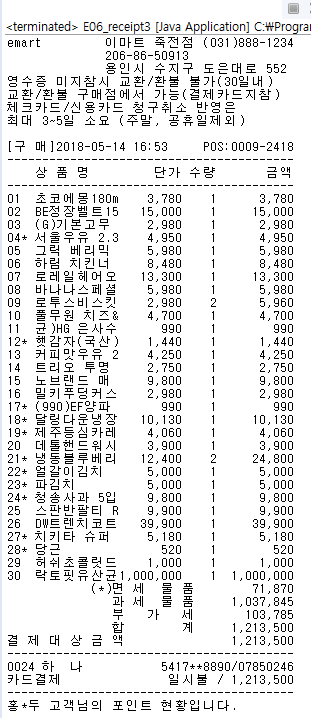 <terminated> E06_receipt3 [Java Application] C:\Progran
emart 이마트 죽전점 (031)888-1234
206-86-50913
용인시 수지구 도은대로 552
영수증 미지참시 교환/환불 불가(30일내)
교환/환불 구매점에서 가능(결제카드지참)
체크카드/신용카드 청구취소 반영은
최대 3~5일 소요 (주말, 공휴일제외)
[구 매]2018-05-14 16:53 POS:0009-2418
상 품 명 단가 수량 금액
01 초코에몽180m 3,780 1 3,780
02 BE정장벨트15 15,000 1 15,000
03 (G)기본고무 2,980 1 2,980
04* 서울우유 2.3 4,950 1 4,950
05 그릭 베리믹 5,980 1 5,980
06 하림 치킨너 8,480 1 8,480
07 로레알헤어오 13,300 1 13,300
08 바나나스페셜 5,980 1 5,980
09 로투스비스킷 2,980 2 5,960
10 풀무원 치즈& 4,700 1 4,700
11 균)HG 은사수 990 1 990
12* 햇감자(국산) 1,440 1 1,440
13 커피맛우유 2 4,250 1 4,250
14 트리오 투명 2,750 1 2,750
15 노브랜드 매 9,800 1 9,800
16 밀키푸딩커스 2,980 1 2,980
17* (990)EF양파 990 1 990
18* 달링다운냉장 10,130 1 10,130
19* 제주등심카레 4,060 1 4,060
20 데톨핸드워시 3,900 1 3,900
21* 냉동블루베리 12,400 2 24,800
22* 얼갈이김치 5,000 1 5,000
23* 파김치 5,000 1 5,000
24* 청송사과 5입 9,900 1 9,900
25 스판반팔티 R 9,900 1 9,900
26 DW트렌치코트 39,900 1 39,900
27* 치키타 슈퍼 5,180 1 5,180
28* 당근 520 1 520
29 허쉬초콜릿드 1,000 1 1,000
30 락토핏유산균1,000,000 1 1,000,000
(*)면 세 물 품 71,870
과 세 물 품 1,037,845
부 가 세 103,785
합 계 1,213,500
결 제 대 상 금 액 1,213,500
0024 하 나 5417**8890/07850246
카드결제 일시불 / 1,213,500
홍*두 고객님의 포인트 현황입니다.